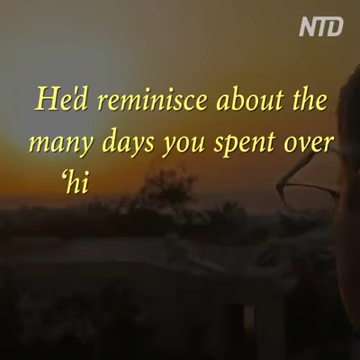 NTD
He'd reminisce about the
many days you spent over
‘hi